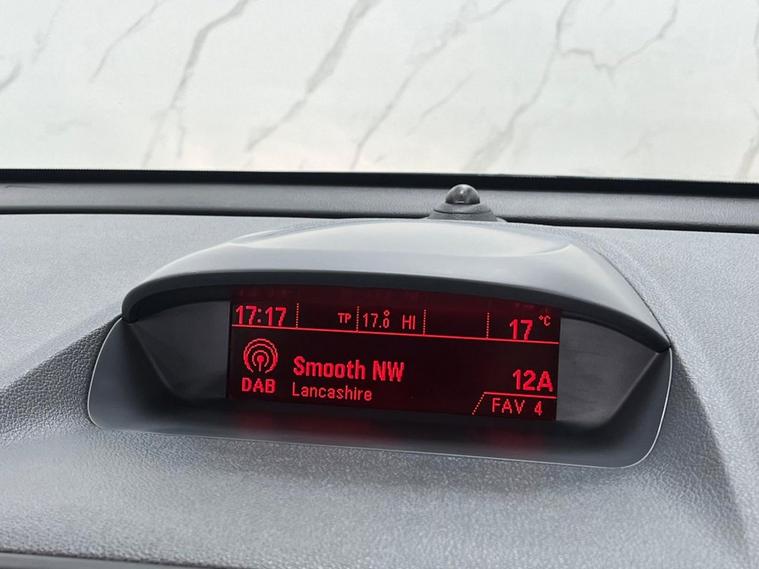 17:17 TP 17.0° HI 17 °C
DAB Smooth NW 12A
Lancashire FAV 4